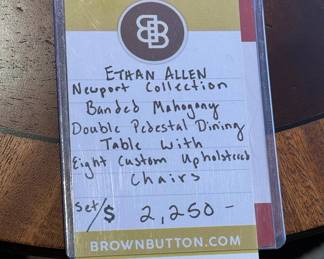 BB
ETHAN ALLEN
Newport Collection
Banded Mahogany
Double Pedestal Dining
Table With
Eight Custom Upholstered
Chairs
Set/$ 2,250-
BROWNBUTTON.COM